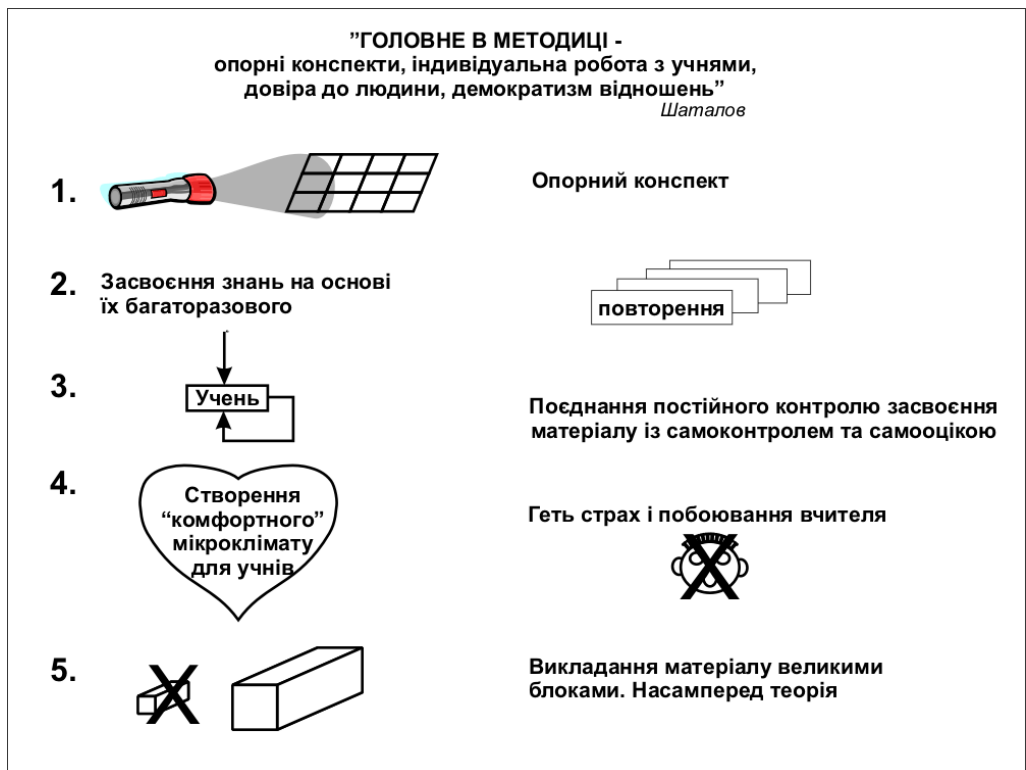 ”ГОЛОВНЕ В МЕТОДИЦІ -
опорні конспекти, індивідуальна робота з учнями,
довіра до людини, демократизм відношень”
Шаталов
1.
Опорний конспект
2. Засвоєння знань на основі
їх багаторазового
повторення
3.
Учень
Поєднання постійного контролю засвоєння
матеріалу із самоконтролем та самооцікою
4.
Створення
“комфортного”
мікроклімату
для учнів
Геть страх і побоювання вчителя
5.
Викладання матеріалу великими
блоками. Насамперед теорія